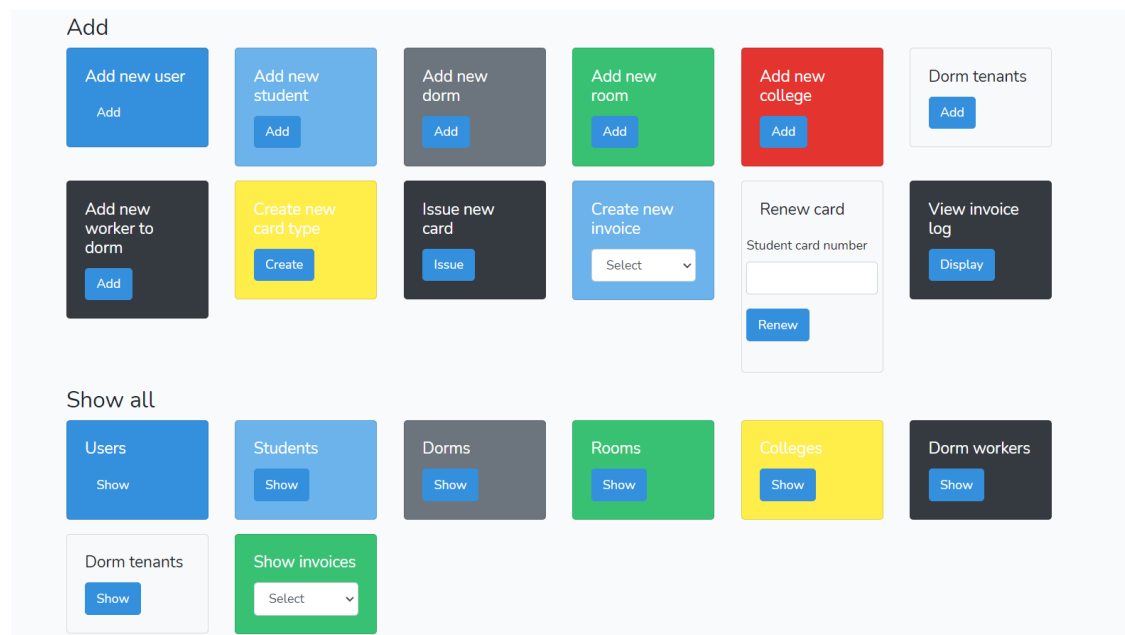 Add
Add new user
Add
Add new
student
Add
Add new
dorm
Add
Add new
room
Add
Add new
college
Add
Dorm tenants
Add
Add new
worker to
dorm
Add
Create new
card type
Create
Issue new
card
Issue
Create new
invoice
Select
Renew card
Student card number
Renew
View invoice
log
Display
Show all
Users
Show
Students
Show
Dorms
Show
Rooms
Show
Colleges
Show
Dorm workers
Show
Dorm tenants
Show
Show invoices
Select